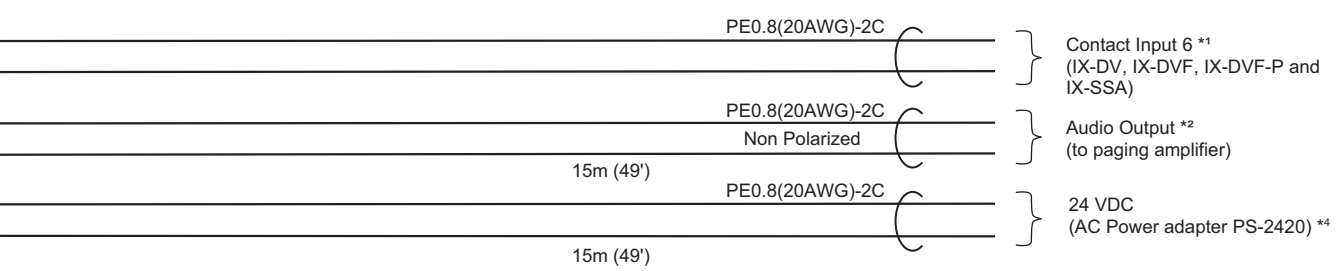 PE0.8(20AWG)-2C
Contact Input 6 *¹
(IX-DV, IX-DVF, IX-DVF-P and
IX-SSA)
PE0.8(20AWG)-2C
Non Polarized
Audio Output *²
(to paging amplifier)
15m (49')
PE0.8(20AWG)-2C
24 VDC
(AC Power adapter PS-2420) *⁴
15m (49')